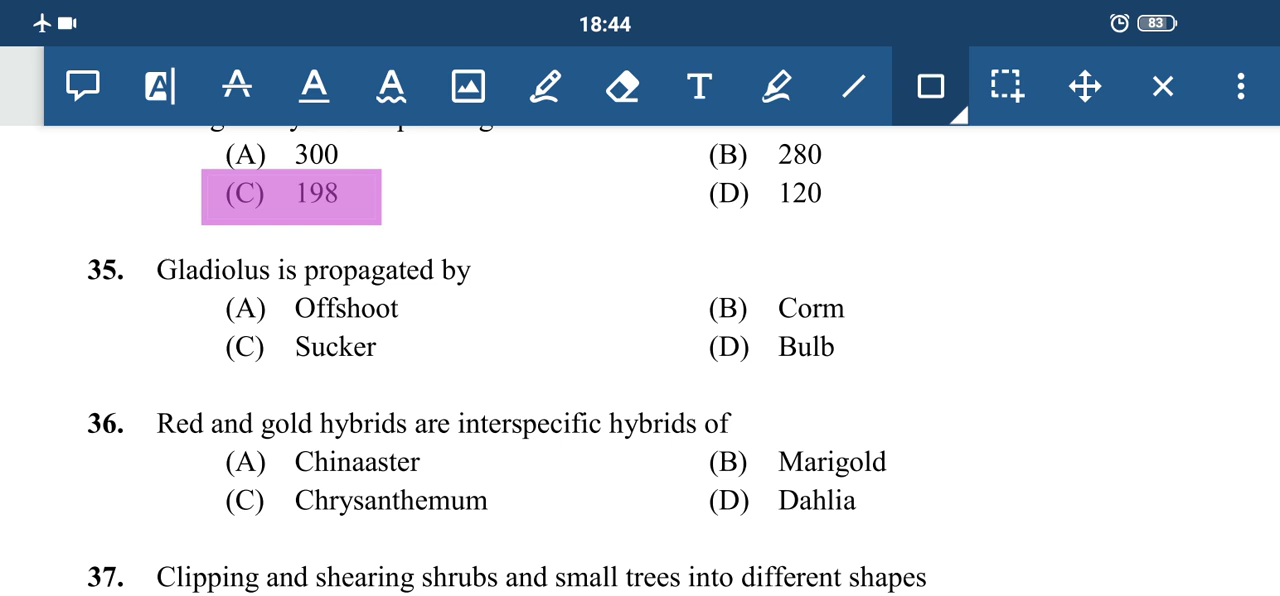 18:44
83
(A) 300 (B) 280
(C) 198 (D) 120
35. Gladiolus is propagated by
(A) Offshoot (B) Corm
(C) Sucker (D) Bulb
36. Red and gold hybrids are interspecific hybrids of
(A) Chinaaster (B) Marigold
(C) Chrysanthemum (D) Dahlia
37. Clipping and shearing shrubs and small trees into different shapes